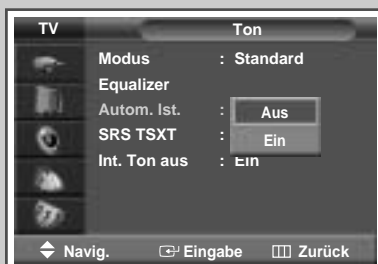 TV Ton
Modus : Standard
Equalizer
Autom. lst. : Aus
SRS TSXT : Ein
Int. Ton aus : Ein
Navig. Eingabe Zurück